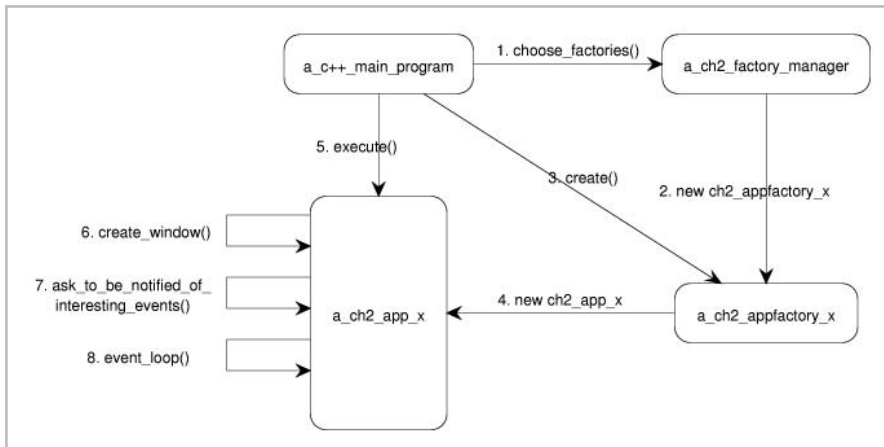 a_c++_main_program
1. choose_factories()
a_ch2_factory_manager
5. execute()
3. create()
2. new ch2_appfactory_x
6. create_window()
7. ask_to_be_notified_of_
interesting_events()
8. event_loop()
a_ch2_app_x
4. new ch2_app_x
a_ch2_appfactory_x